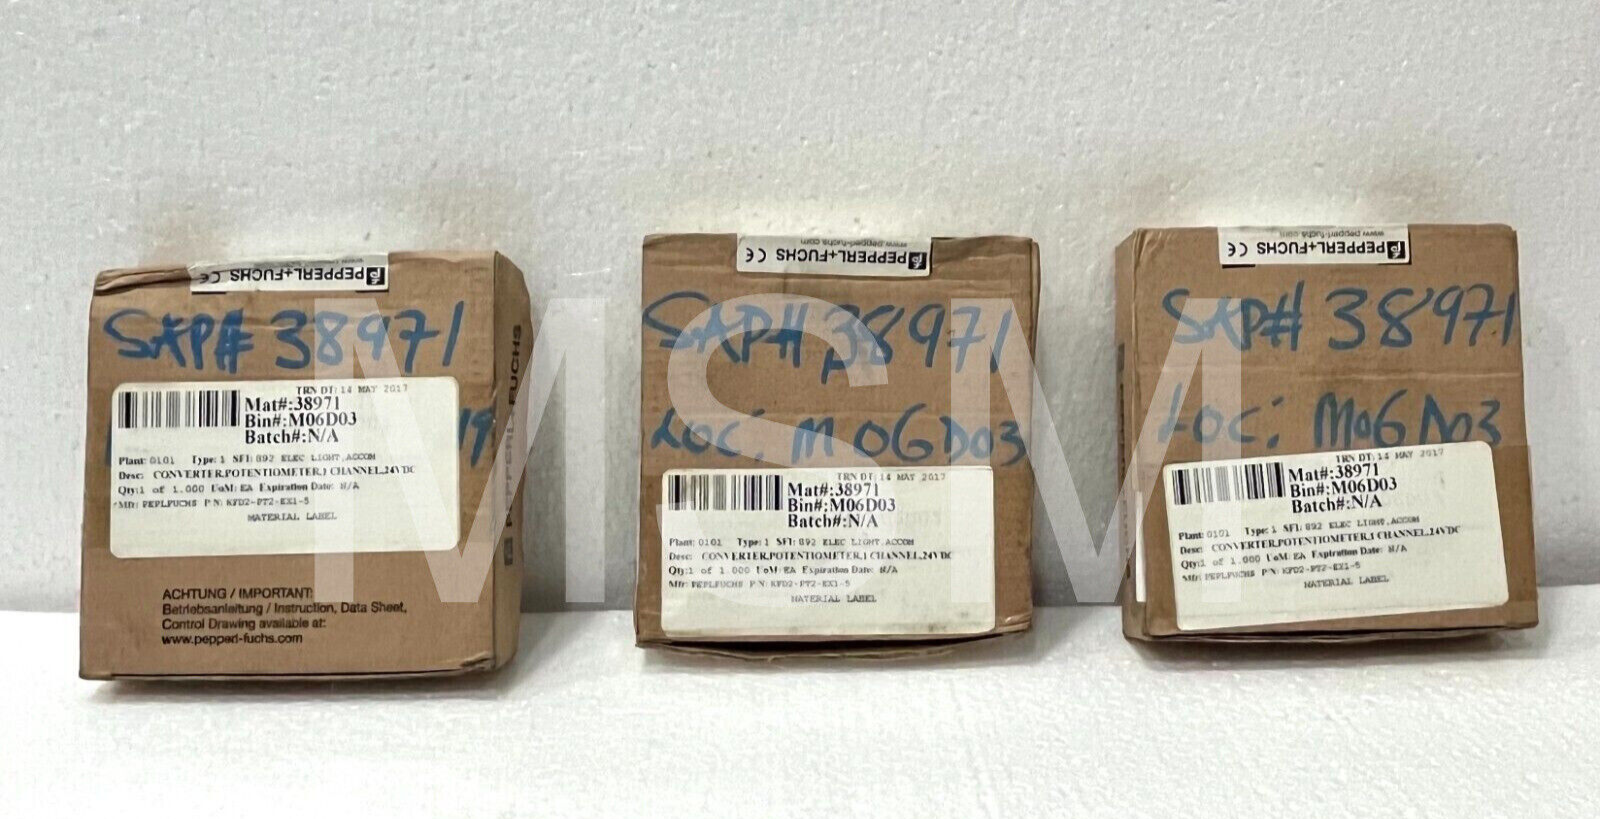 PEPPERL+FUCHS
SAP# 38971
TRN DT: 14 MAY 2017
Mat#:38971
Bin#:M06D03
Batch#:N/A
19
Plant: 0101 Type: 1 SFI: 892 ELEC LIGHT, ACCOM
Desc: CONVERTER,POTENTIOMETER,1 CHANNEL,24VDC
Qty:1 of 1.000 UoM: EA Expiration Date: N/A
Mfr: PEPLFUCHS P/N: KFD2-PT2-EX1-5
MATERIAL LABEL
ACHTUNG / IMPORTANT:
Betriebsanleitung / Instruction, Data Sheet,
Control Drawing available at:
www.pepperl-fuchs.com
PEPPERL+FUCHS
www.pepperl-fuchs.com
PEPPERL+FUCHS
SAP# 38971
LOC: M06D03
TRN DT: 14 MAY 2017
Mat#:38971
Bin#:M06D03
Batch#:N/A
Plant: 0101 Type: 1 SFI: 892 ELEC LIGHT, ACCOM
Desc: CONVERTER,POTENTIOMETER,1 CHANNEL,24VDC
Qty:1 of 1.000 UoM: EA Expiration Date: N/A
Mfr: PEPLFUCHS P/N: KFD2-PT2-EX1-5
MATERIAL LABEL
www.pepperl-fuchs.com
PEPPERL+FUCHS
SAP# 38971
LOC: M06D03
TRN DT: 14 MAY 2017
Mat#:38971
Bin#:M06D03
Batch#:N/A
Plant: 0101 Type: 1 SFI: 892 ELEC LIGHT, ACCOM
Desc: CONVERTER,POTENTIOMETER,1 CHANNEL,24VDC
Qty:1 of 1.000 UoM: EA Expiration Date: N/A
Mfr: PEPLFUCHS P/N: KFD2-PT2-EX1-5
MATERIAL LABEL
MSM